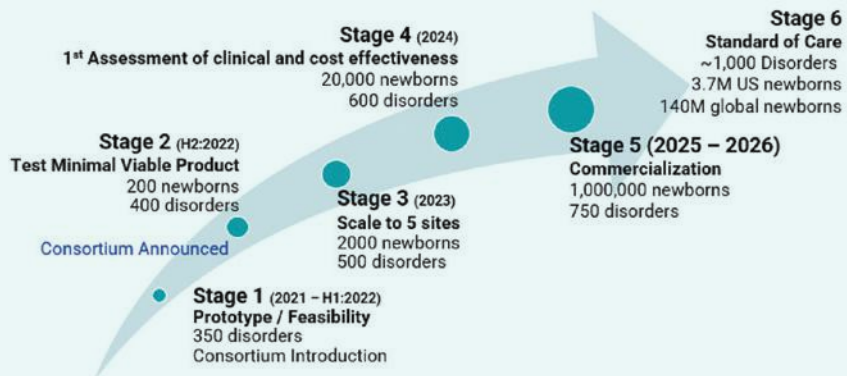 Stage 1 (2021 – H1:2022)
Prototype / Feasibility
350 disorders
Consortium Introduction
Consortium Announced
Stage 2 (H2:2022)
Test Minimal Viable Product
200 newborns
400 disorders
Stage 3 (2023)
Scale to 5 sites
2000 newborns
500 disorders
Stage 4 (2024)
1st Assessment of clinical and cost effectiveness
20,000 newborns
600 disorders
Stage 5 (2025 – 2026)
Commercialization
1,000,000 newborns
750 disorders
Stage 6
Standard of Care
~1,000 Disorders
3.7M US newborns
140M global newborns